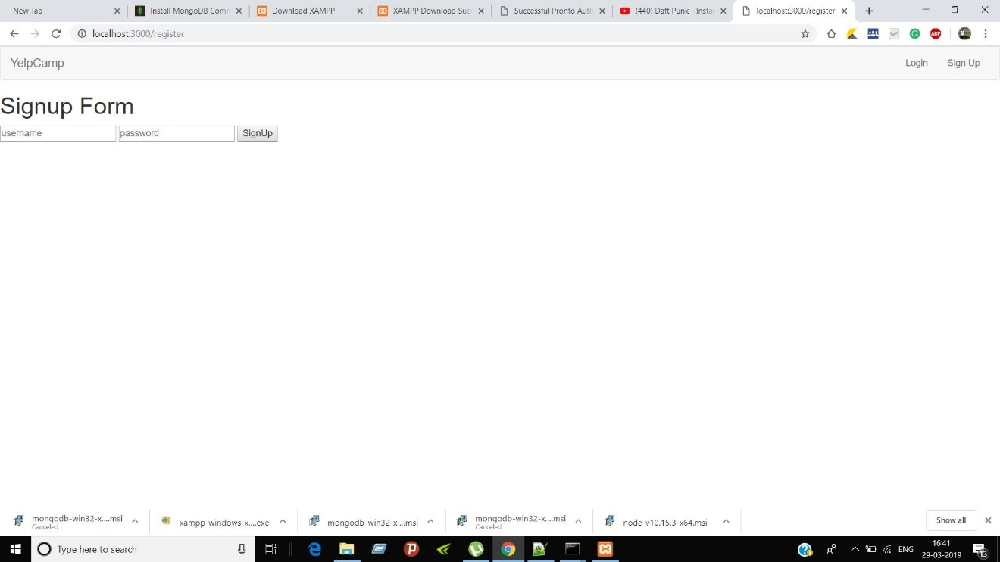 New Tab
Install MongoDB Comm
Download XAMPP
XAMPP Download Suc
Successful Pronto Auth
(440) Daft Punk - Insta
localhost:3000/register
localhost:3000/register
ABP
YelpCamp
Login
Sign Up
Signup Form
username
password
SignUp
mongodb-win32-x....msi
Canceled
xampp-windows-x....exe
mongodb-win32-x....msi
mongodb-win32-x....msi
Canceled
node-v10.15.3-x64.msi
Show all
Type here to search
ENG
16:41
29-03-2019
13